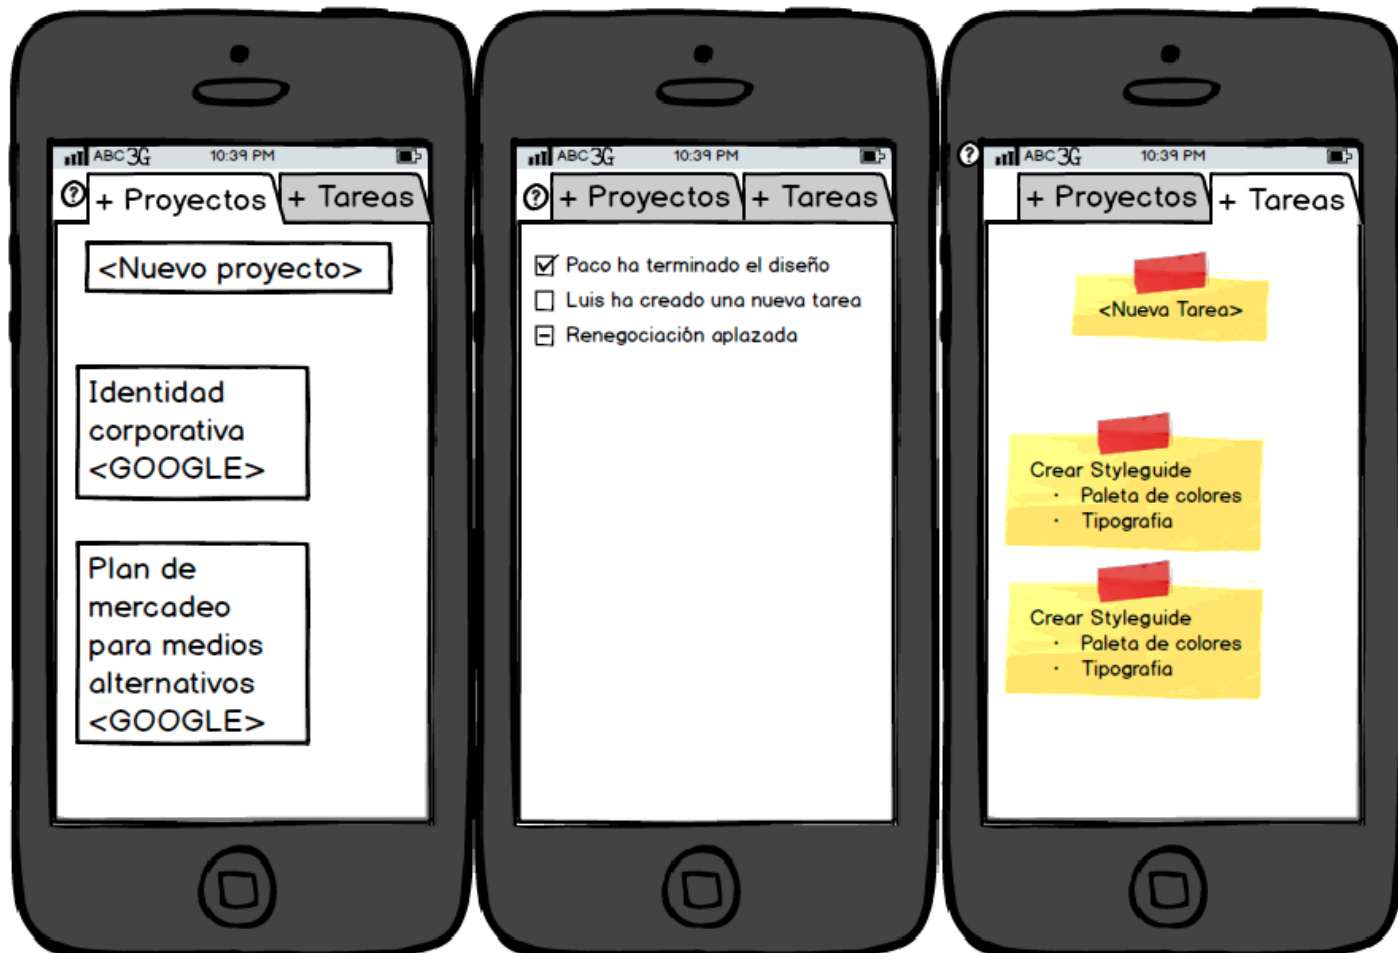 ABC 3G 10:39 PM
? + Proyectos + Tareas
<Nuevo proyecto>
Identidad
corporativa
<GOOGLE>
Plan de
mercadeo
para medios
alternativos
<GOOGLE>
ABC 3G 10:39 PM
? + Proyectos + Tareas
Paco ha terminado el diseño
Luis ha creado una nueva tarea
Renegociación aplazada
? ABC 3G 10:39 PM
+ Proyectos + Tareas
<Nueva Tarea>
Crear Styleguide
· Paleta de colores
· Tipografia
Crear Styleguide
· Paleta de colores
· Tipografia